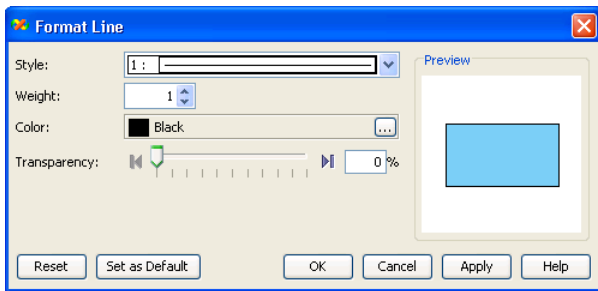 Format Line
Style:
1 :
Preview
Weight:
1
Color:
Black
...
Transparency:
0 %
Reset
Set as Default
OK
Cancel
Apply
Help